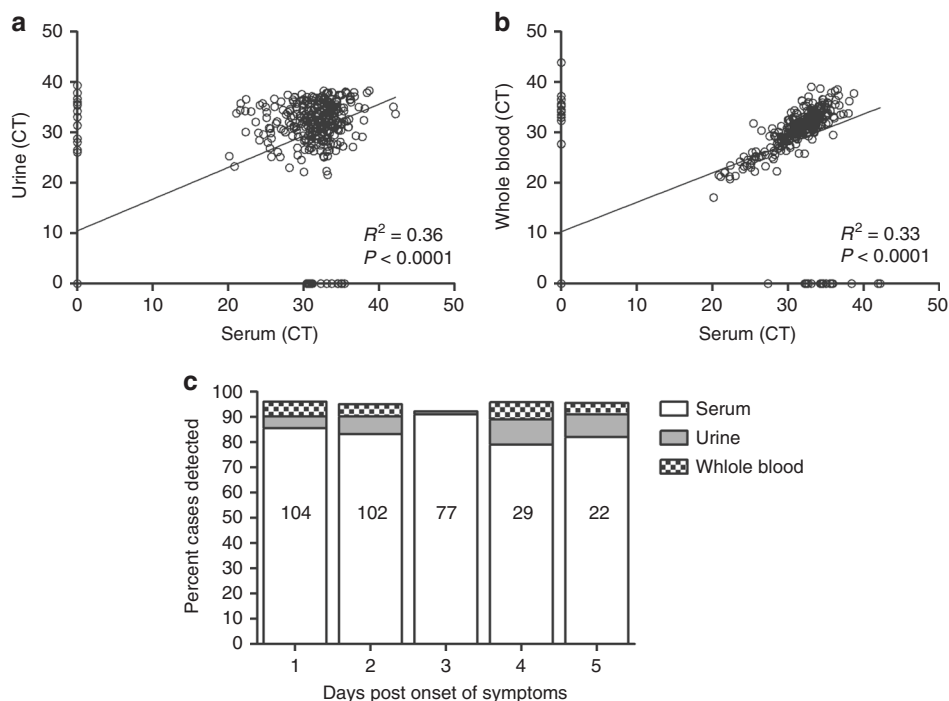 a
50
40
30
20
10
0
Urine (CT)
0 10 20 30 40 50
Serum (CT)
R² = 0.36
P < 0.0001
b
50
40
30
20
10
0
Whole blood (CT)
0 10 20 30 40 50
Serum (CT)
R² = 0.33
P < 0.0001
c
100
90
80
70
60
50
40
30
20
10
0
Percent cases detected
104 102 77 29 22
1 2 3 4 5
Days post onset of symptoms
Serum
Urine
Whlole blood